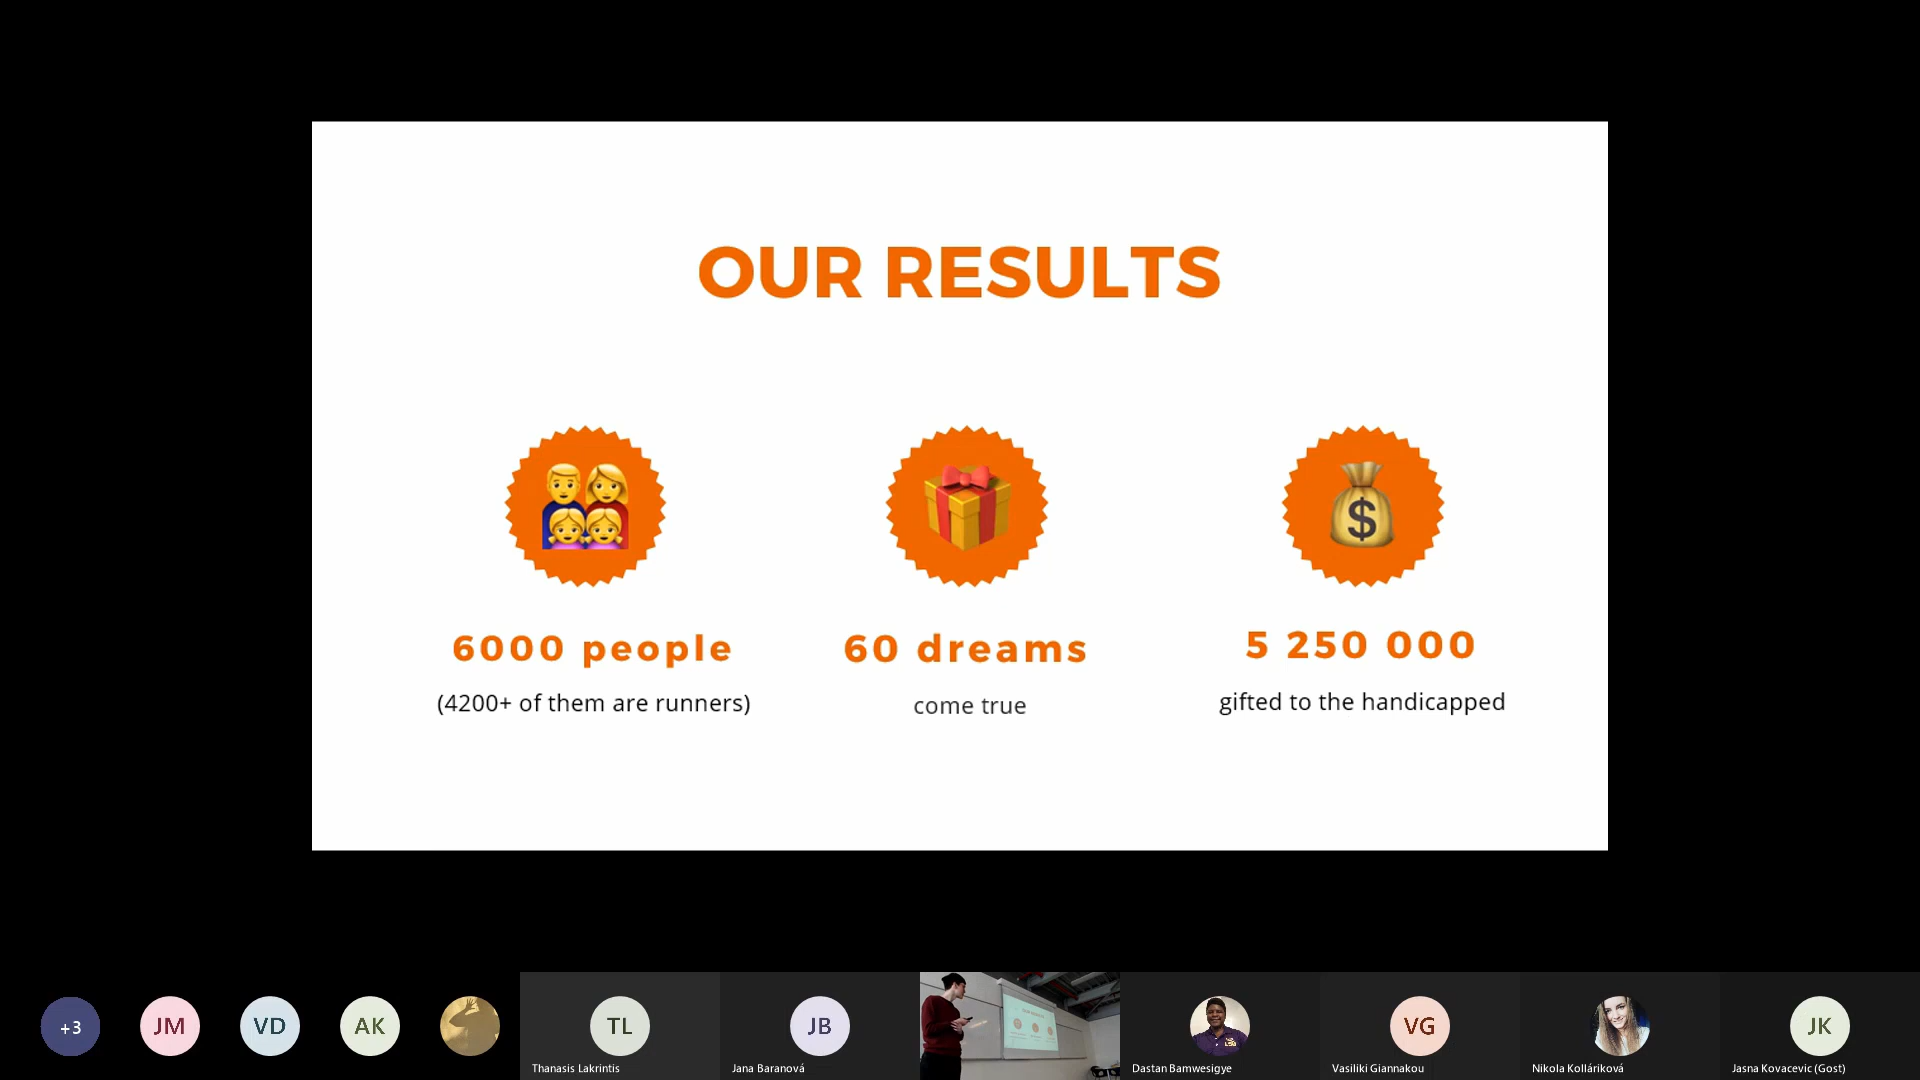 OUR RESULTS
6000 people
(4200+ of them are runners)
60 dreams
come true
5 250 000
gifted to the handicapped
+3
JM
VD
AK
TL
Thanasis Lakrintis
JB
Jana Baranová
Dastan Bamwesigye
VG
Vasiliki Giannakou
Nikola Kolláriková
JK
Jasna Kovacevic (Gost)